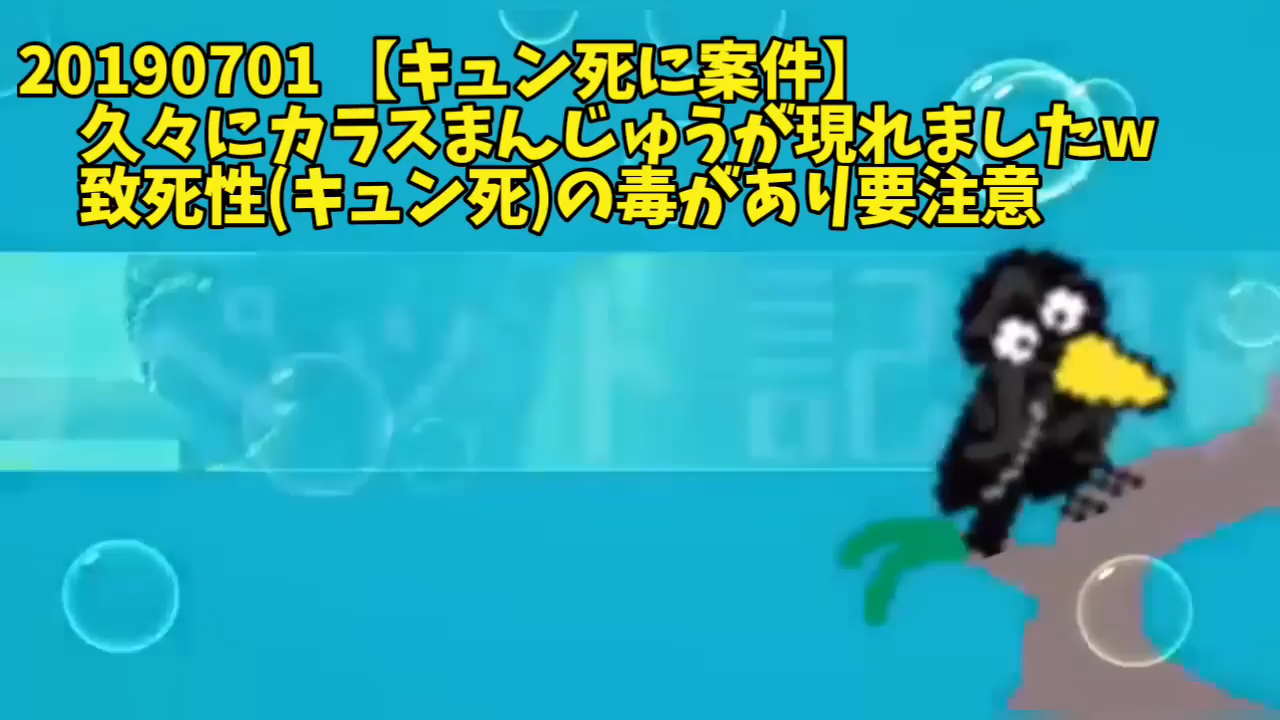 20190701 【キュン死に案件】
久々にカラスまんじゅうが現れましたw
致死性(キュン死)の毒があり要注意